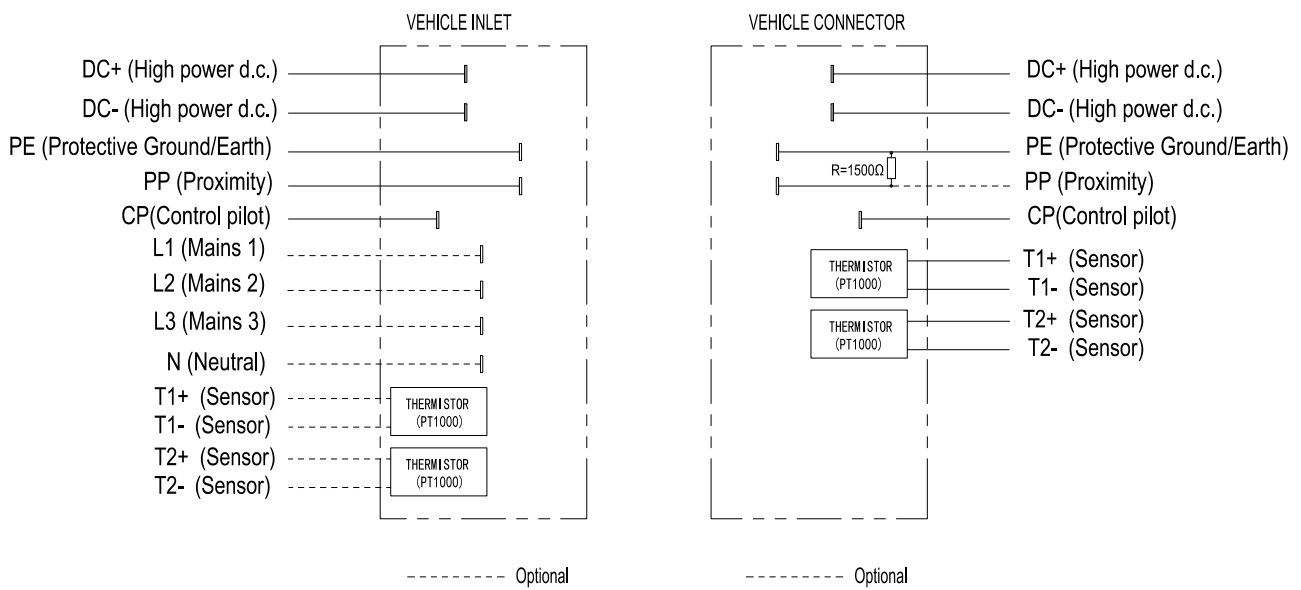 VEHICLE INLET
DC+ (High power d.c.)
DC- (High power d.c.)
PE (Protective Ground/Earth)
PP (Proximity)
CP(Control pilot)
L1 (Mains 1)
L2 (Mains 2)
L3 (Mains 3)
N (Neutral)
T1+ (Sensor)
T1- (Sensor)
THERMISTOR
(PT1000)
T2+ (Sensor)
T2- (Sensor)
THERMISTOR
(PT1000)
Optional
VEHICLE CONNECTOR
DC+ (High power d.c.)
DC- (High power d.c.)
PE (Protective Ground/Earth)
R=1500Ω
PP (Proximity)
CP(Control pilot)
THERMISTOR
(PT1000)
T1+ (Sensor)
T1- (Sensor)
THERMISTOR
(PT1000)
T2+ (Sensor)
T2- (Sensor)
Optional